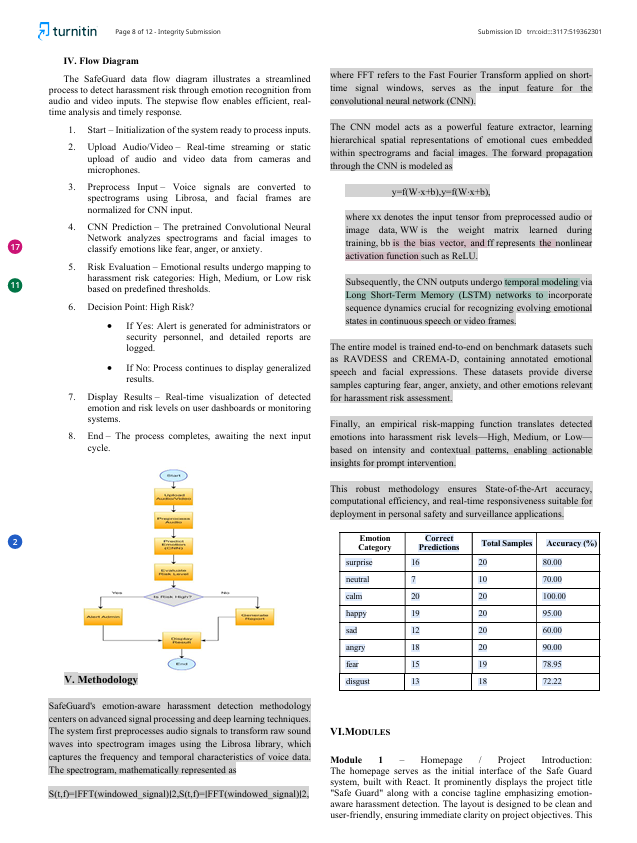 turnitin
Page 8 of 12 - Integrity Submission
Submission ID trn:oid:::3117:519362301
IV. Flow Diagram
The SafeGuard data flow diagram illustrates a streamlined
process to detect harassment risk through emotion recognition from
audio and video inputs. The stepwise flow enables efficient, real-
time analysis and timely response.
1. Start – Initialization of the system ready to process inputs.
2. Upload Audio/Video – Real-time streaming or static
upload of audio and video data from cameras and
microphones.
3. Preprocess Input – Voice signals are converted to
spectrograms using Librosa, and facial frames are
normalized for CNN input.
4. CNN Prediction – The pretrained Convolutional Neural
Network analyzes spectrograms and facial images to
classify emotions like fear, anger, or anxiety.
5. Risk Evaluation – Emotional results undergo mapping to
harassment risk categories: High, Medium, or Low risk
based on predefined thresholds.
6. Decision Point: High Risk?
• If Yes: Alert is generated for administrators or
security personnel, and detailed reports are
logged.
• If No: Process continues to display generalized
results.
7. Display Results – Real-time visualization of detected
emotion and risk levels on user dashboards or monitoring
systems.
8. End – The process completes, awaiting the next input
cycle.
17
11
2
Start
Upload
Audio/Video
Preprocess
Audio
Predict
Emotion
(CNN)
Evaluate
Risk Level
Yes
Is Risk High?
No
Alert Admin
Generate
Report
Display
Result
End
V. Methodology
SafeGuard's emotion-aware harassment detection methodology
centers on advanced signal processing and deep learning techniques.
The system first preprocesses audio signals to transform raw sound
waves into spectrogram images using the Librosa library, which
captures the frequency and temporal characteristics of voice data.
The spectrogram, mathematically represented as
S(t,f)=|FFT(windowed_signal)|2,S(t,f)=|FFT(windowed_signal)|2,
where FFT refers to the Fast Fourier Transform applied on short-
time signal windows, serves as the input feature for the
convolutional neural network (CNN).
The CNN model acts as a powerful feature extractor, learning
hierarchical spatial representations of emotional cues embedded
within spectrograms and facial images. The forward propagation
through the CNN is modeled as
y=f(W·x+b),y=f(W·x+b),
where xx denotes the input tensor from preprocessed audio or
image data, WW is the weight matrix learned during
training, bb is the bias vector, and ff represents the nonlinear
activation function such as ReLU.
Subsequently, the CNN outputs undergo temporal modeling via
Long Short-Term Memory (LSTM) networks to incorporate
sequence dynamics crucial for recognizing evolving emotional
states in continuous speech or video frames.
The entire model is trained end-to-end on benchmark datasets such
as RAVDESS and CREMA-D, containing annotated emotional
speech and facial expressions. These datasets provide diverse
samples capturing fear, anger, anxiety, and other emotions relevant
for harassment risk assessment.
Finally, an empirical risk-mapping function translates detected
emotions into harassment risk levels—High, Medium, or Low—
based on intensity and contextual patterns, enabling actionable
insights for prompt intervention.
This robust methodology ensures State-of-the-Art accuracy,
computational efficiency, and real-time responsiveness suitable for
deployment in personal safety and surveillance applications.
Emotion Category Correct Predictions Total Samples Accuracy (%)
surprise 16 20 80.00
neutral 7 10 70.00
calm 20 20 100.00
happy 19 20 95.00
sad 12 20 60.00
angry 18 20 90.00
fear 15 19 78.95
disgust 13 18 72.22
VI.MODULES
Module 1 – Homepage / Project Introduction:
The homepage serves as the initial interface of the Safe Guard
system, built with React. It prominently displays the project title
"Safe Guard" along with a concise tagline emphasizing emotion-
aware harassment detection. The layout is designed to be clean and
user-friendly, ensuring immediate clarity on project objectives. This